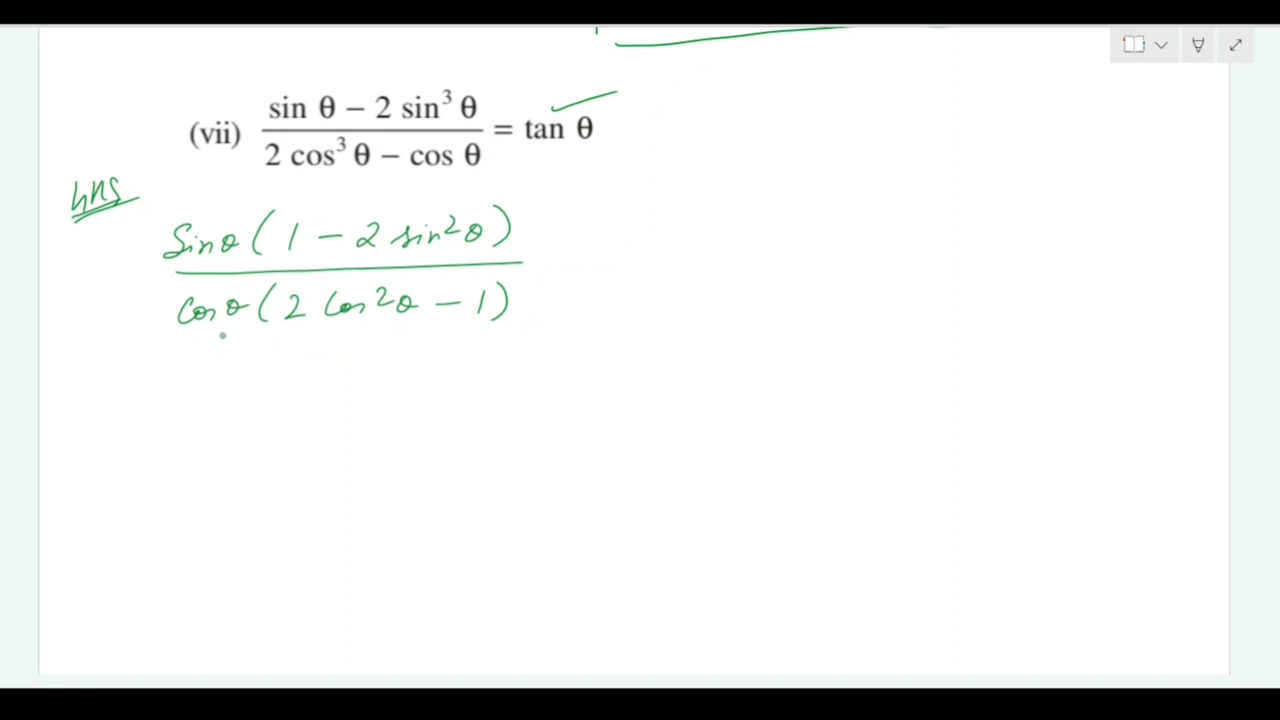 (vii) sin θ − 2 sin³ θ / 2 cos³ θ − cos θ = tan θ
LHS
Sinθ ( 1 − 2 sin²θ )
cosθ ( 2 cos²θ − 1 )